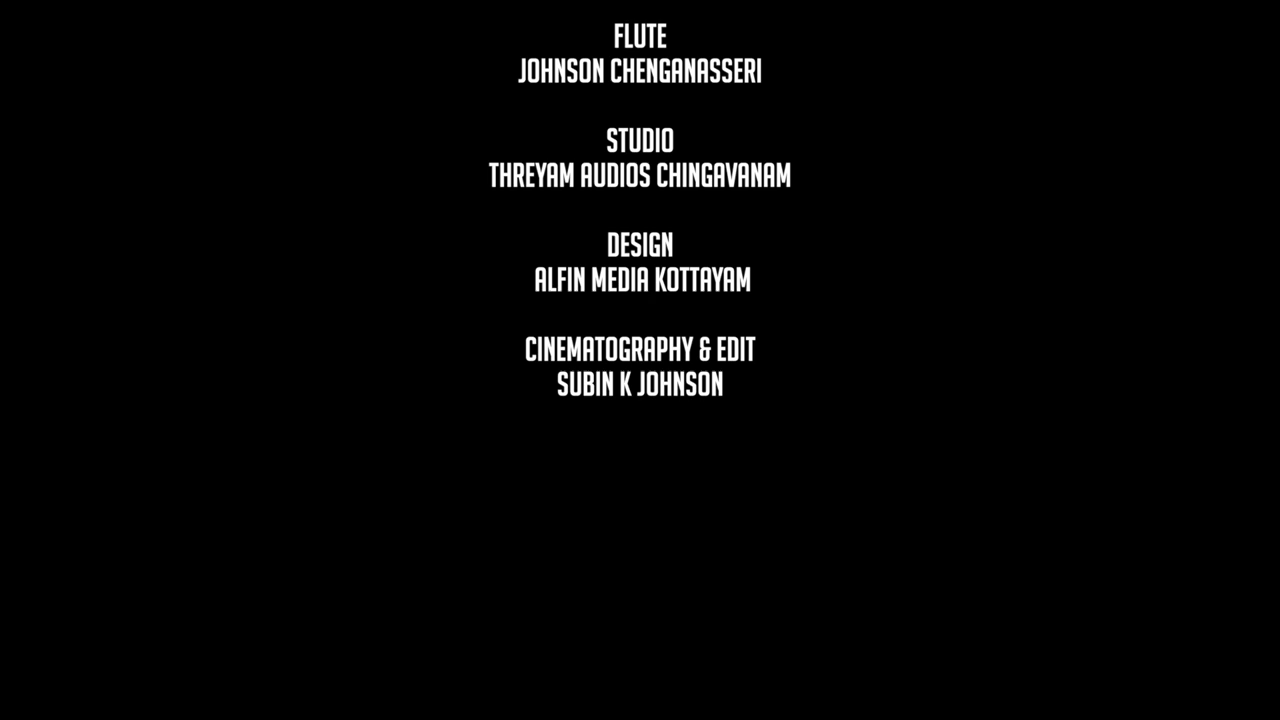 FLUTE
JOHNSON CHENGANASSERI
STUDIO
THREYAM AUDIOS CHINGAVANAM
DESIGN
ALFIN MEDIA KOTTAYAM
CINEMATOGRAPHY & EDIT
SUBIN K JOHNSON